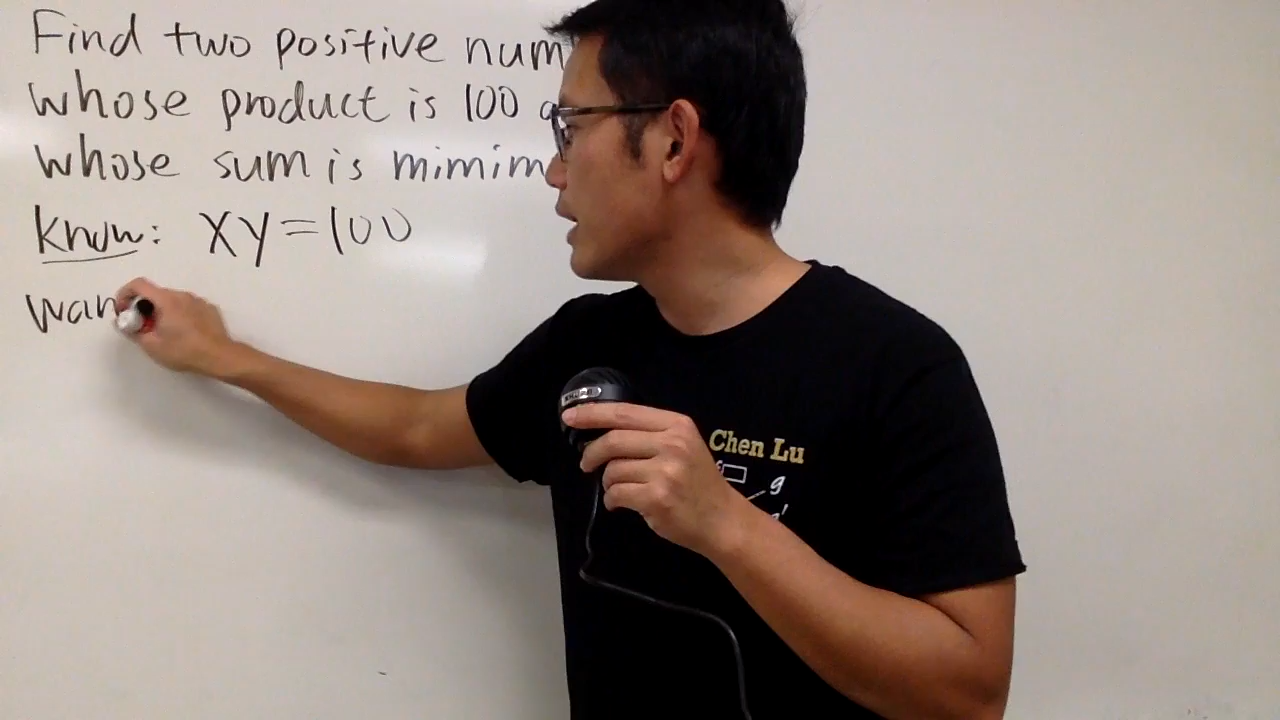 Find two positive num
whose product is 100 a
whose sum is mimim
Know: xy=100
wan
Chen Lu
g